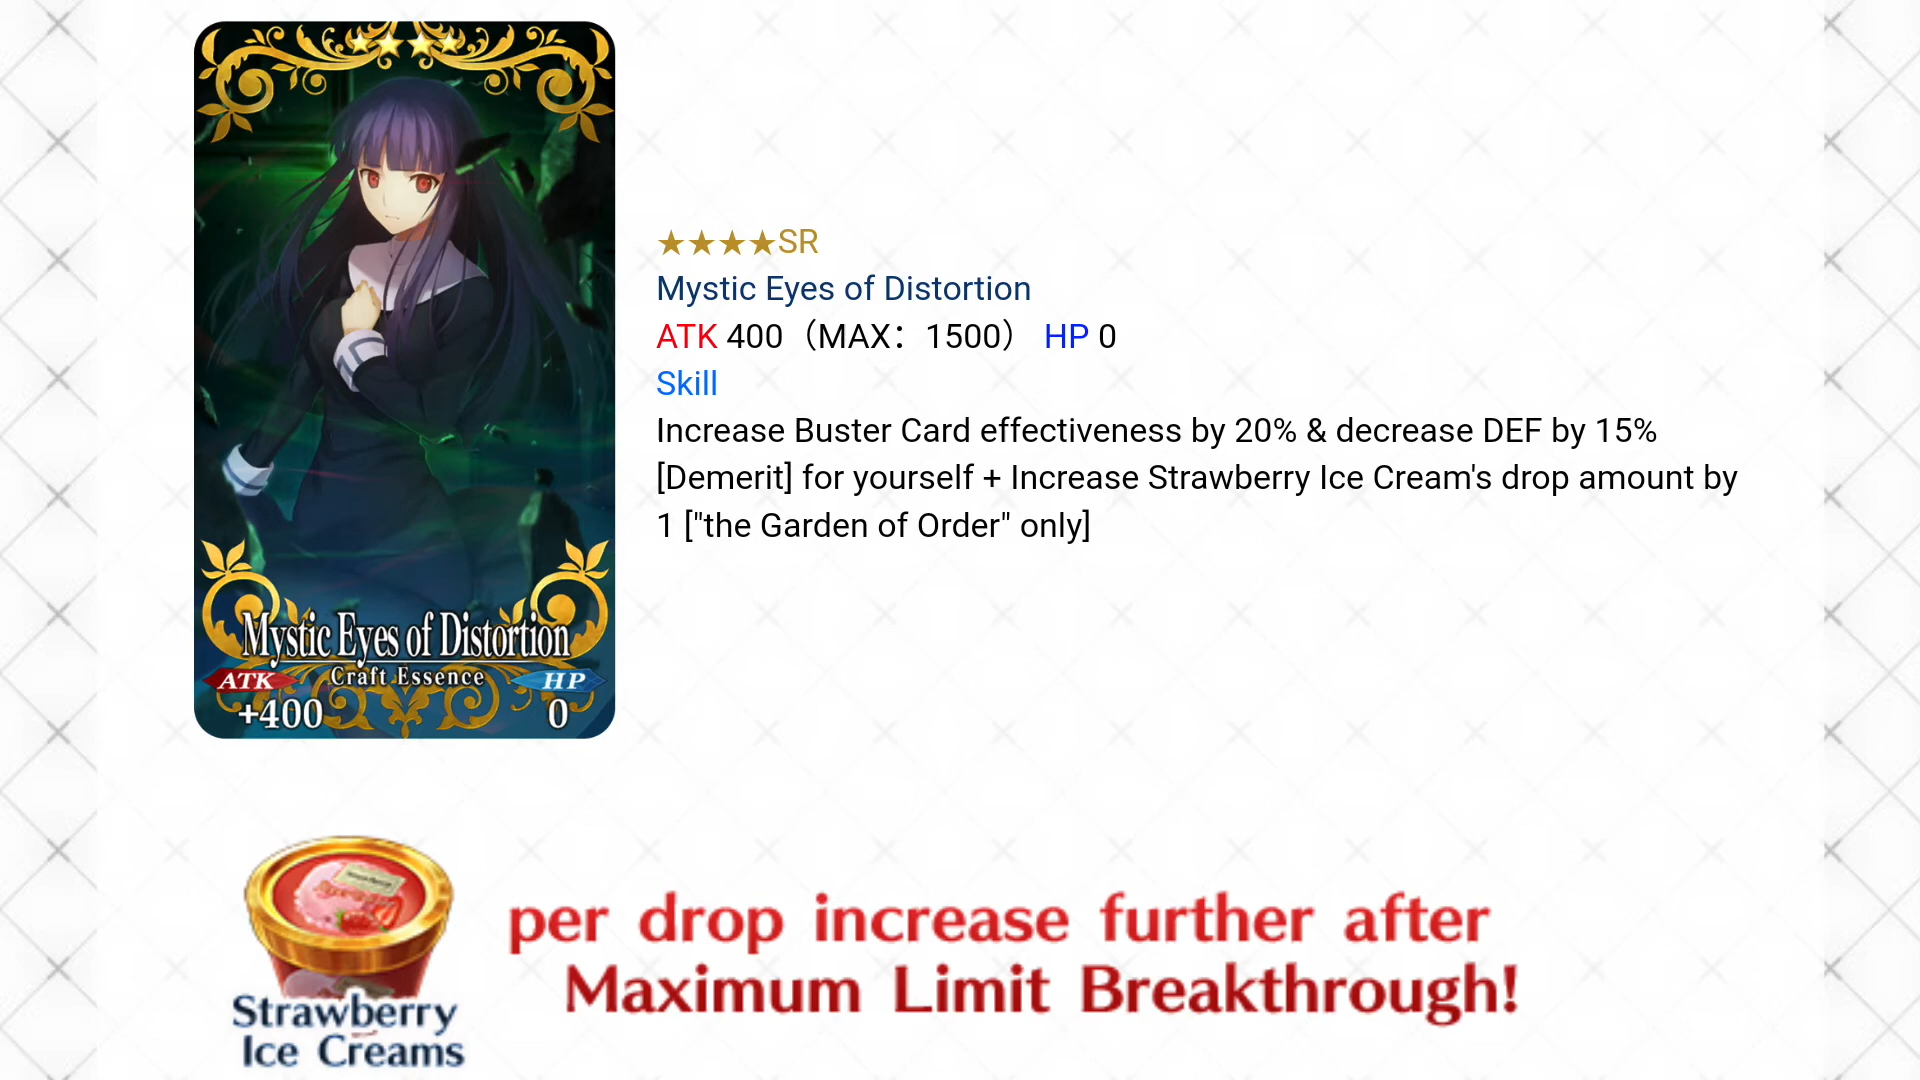 Mystic Eyes of Distortion
Craft Essence
ATK
HP
+400
0
★★★★SR
Mystic Eyes of Distortion
ATK 400（MAX：1500） HP 0
Skill
Increase Buster Card effectiveness by 20% & decrease DEF by 15%
[Demerit] for yourself + Increase Strawberry Ice Cream's drop amount by
1 ["the Garden of Order" only]
Strawberry
Ice Creams
per drop increase further after
Maximum Limit Breakthrough!